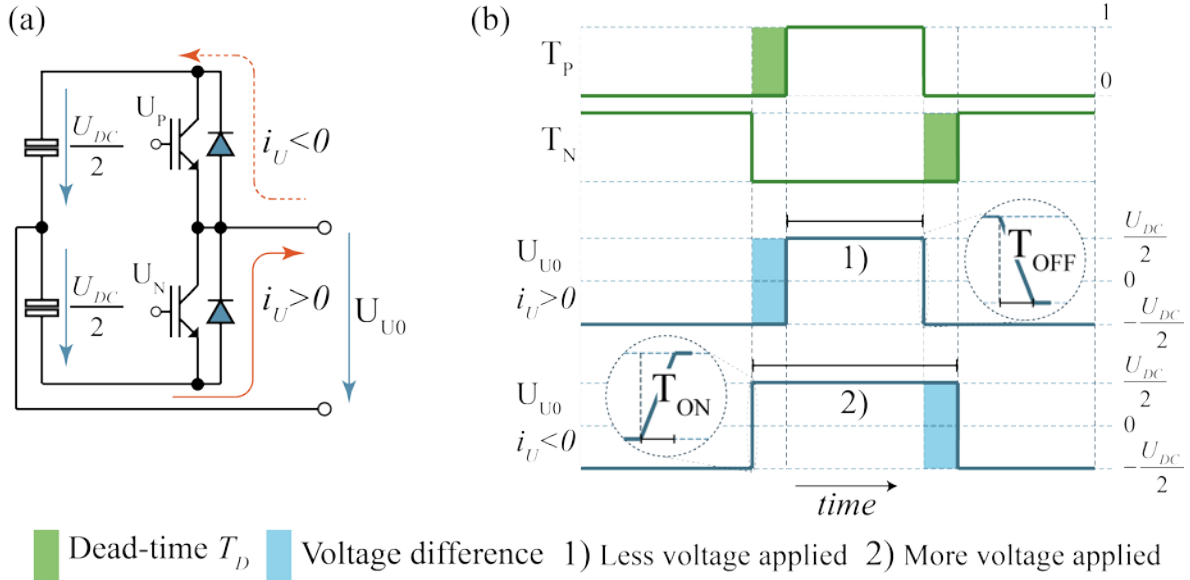 (a)
U_P
U_DC/2
i_U<0
U_DC/2
U_N
i_U>0
U_U0
(b)
T_P
1
0
T_N
U_U0
i_U>0
1)
T_OFF
U_DC/2
0
-U_DC/2
U_U0
i_U<0
T_ON
2)
U_DC/2
0
-U_DC/2
time
Dead-time T_D
Voltage difference
1) Less voltage applied
2) More voltage applied